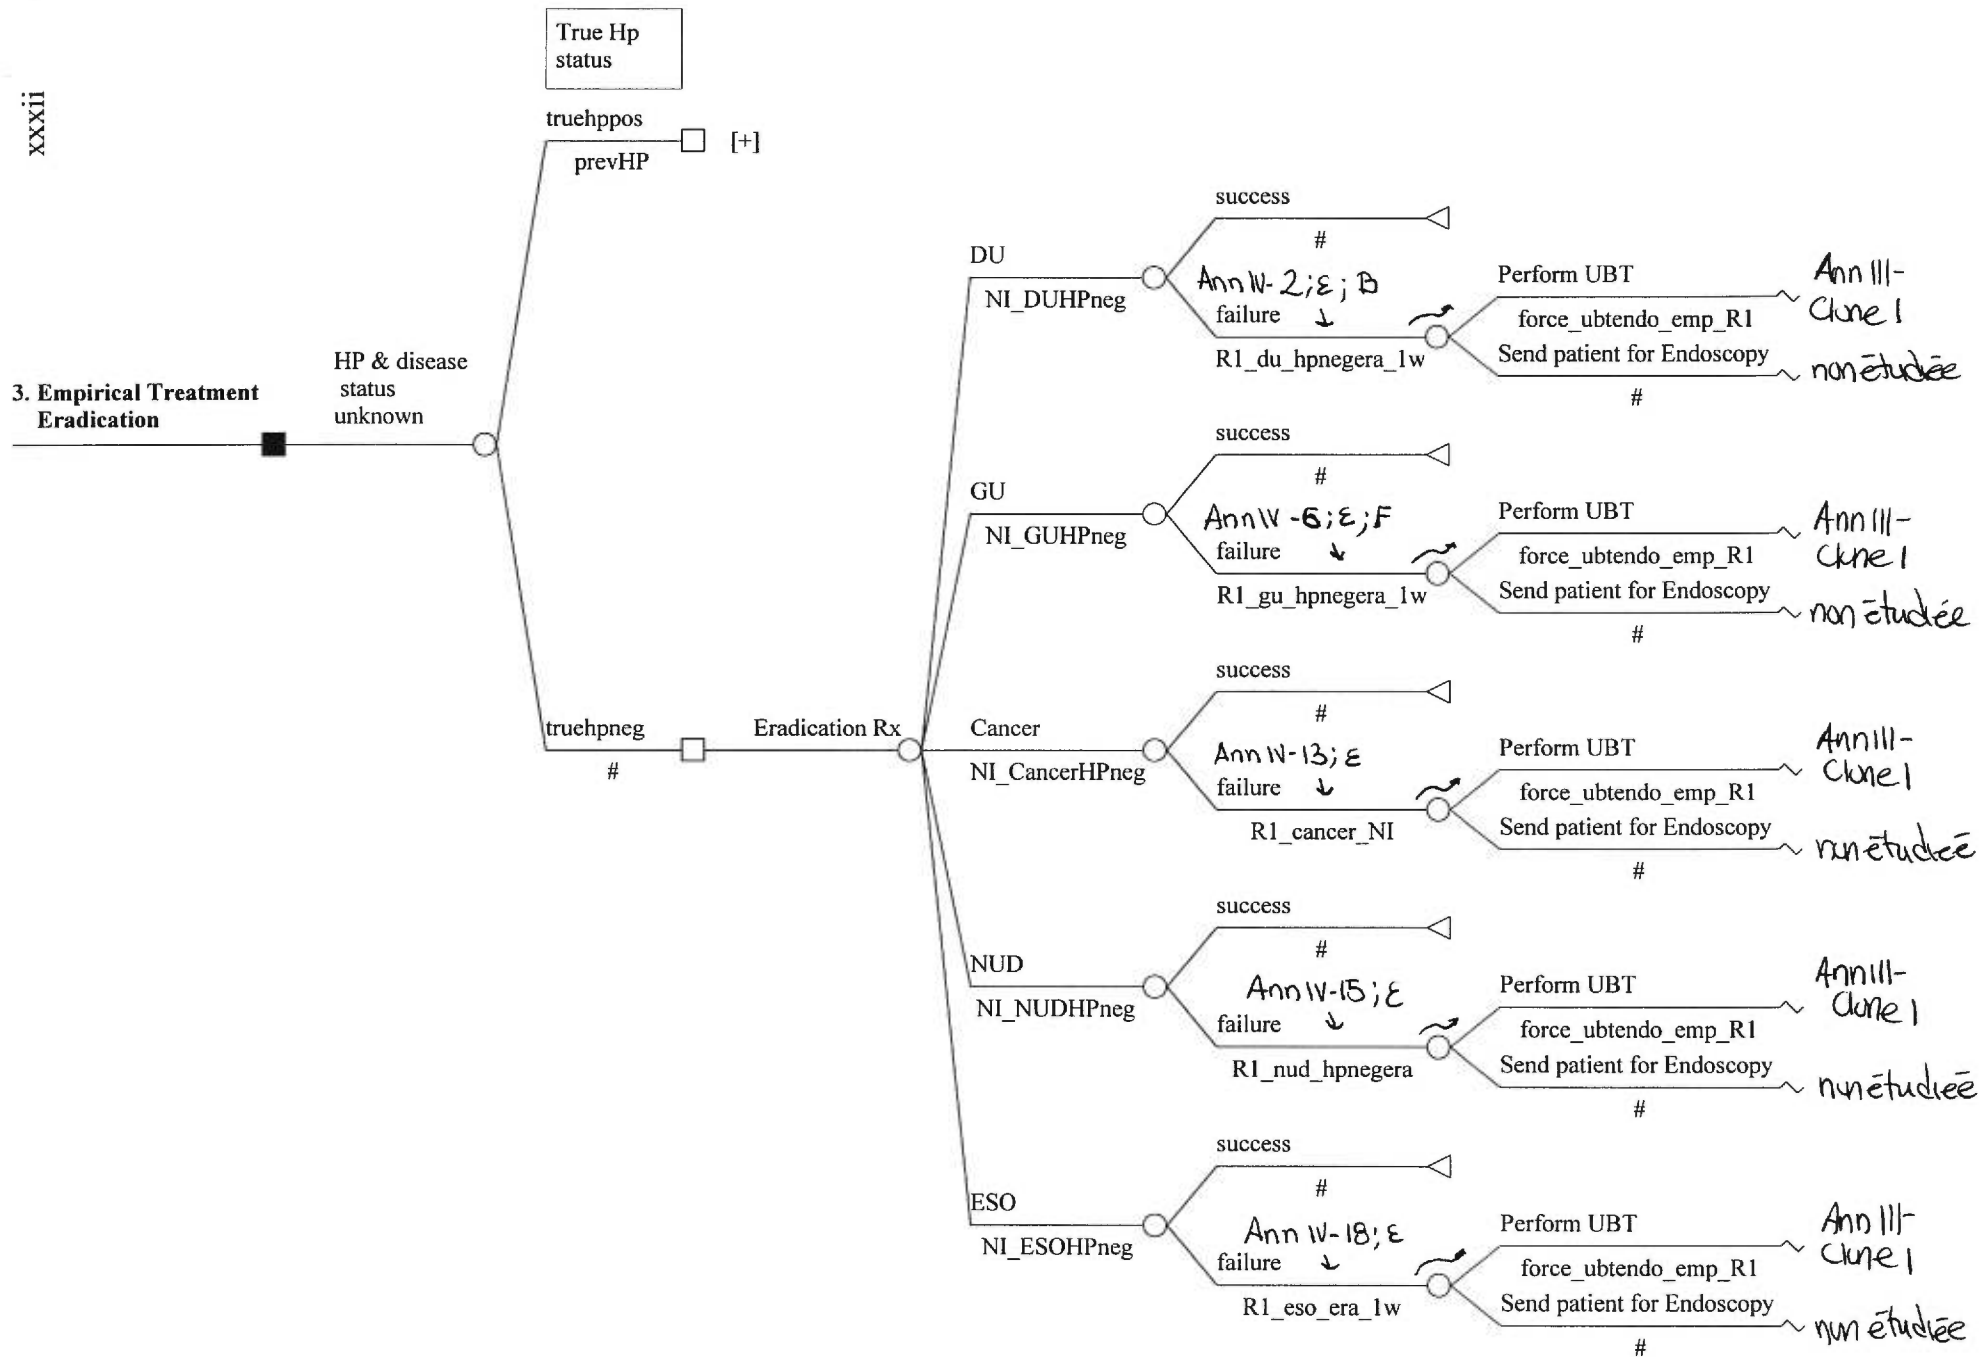 xxxii
True Hp
status
truehppos
prevHP
[+]
3. Empirical Treatment
Eradication
HP & disease
status
unknown
truehpneg
#
Eradication Rx
DU
NI_DUHPneg
success
#
Ann IV-2; ε; B
failure
R1_du_hpnegera_1w
Perform UBT
force_ubtendo_emp_R1
Send patient for Endoscopy
#
Ann III-
Clone 1
non étudiée
GU
NI_GUHPneg
success
#
Ann IV-6; ε; F
failure
R1_gu_hpnegera_1w
Perform UBT
force_ubtendo_emp_R1
Send patient for Endoscopy
#
Ann III-
Clone 1
non étudiée
Cancer
NI_CancerHPneg
success
#
Ann IV-13; ε
failure
R1_cancer_NI
Perform UBT
force_ubtendo_emp_R1
Send patient for Endoscopy
#
Ann III-
Clone 1
non étudiée
NUD
NI_NUDHPneg
success
#
Ann IV-15; ε
failure
R1_nud_hpnegera
Perform UBT
force_ubtendo_emp_R1
Send patient for Endoscopy
#
Ann III-
Clone 1
non étudiée
ESO
NI_ESOHPneg
success
#
Ann IV-18; ε
failure
R1_eso_era_1w
Perform UBT
force_ubtendo_emp_R1
Send patient for Endoscopy
#
Ann III-
Clone 1
non étudiée